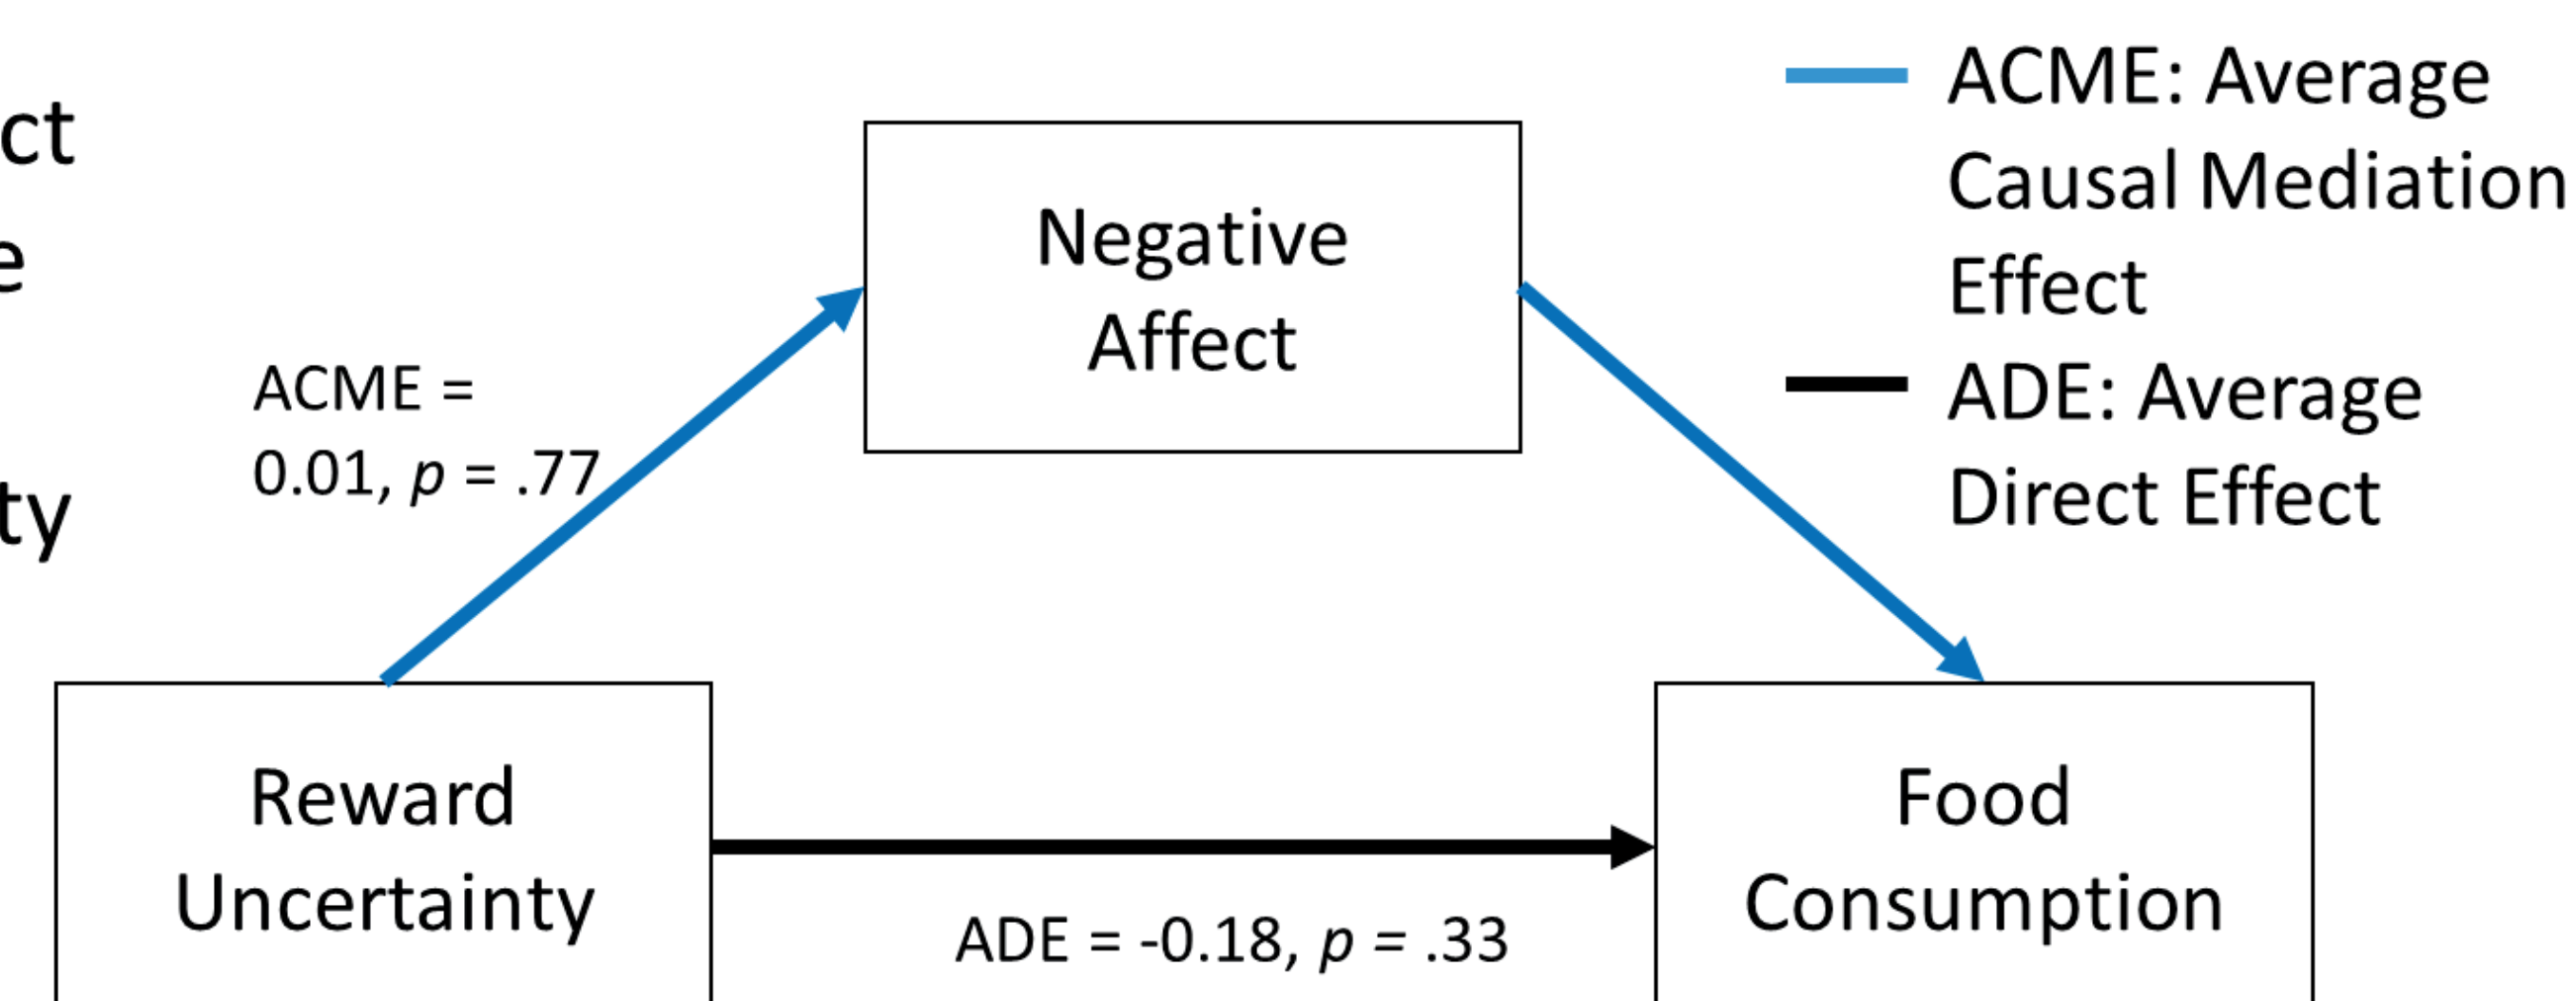 ct
e
ty
ACME =
0.01, p = .77
Negative
Affect
ACME: Average
Causal Mediation
Effect
ADE: Average
Direct Effect
Reward
Uncertainty
ADE = -0.18, p = .33
Food
Consumption